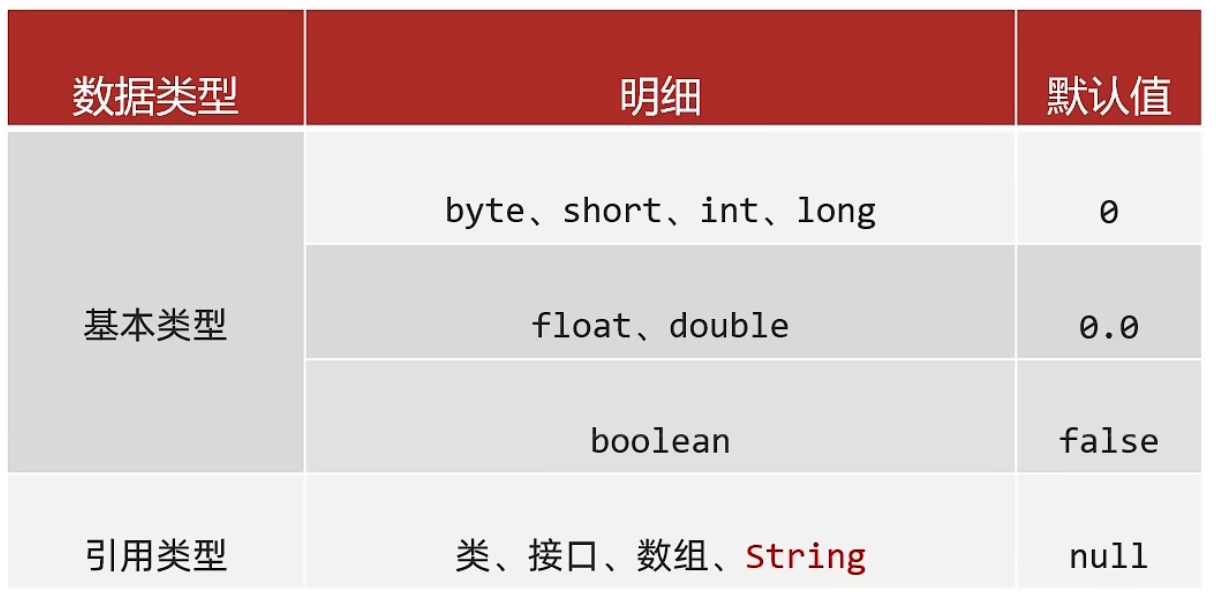 数据类型 明细 默认值
byte、short、int、long 0
基本类型 float、double 0.0
boolean false
引用类型 类、接口、数组、String null